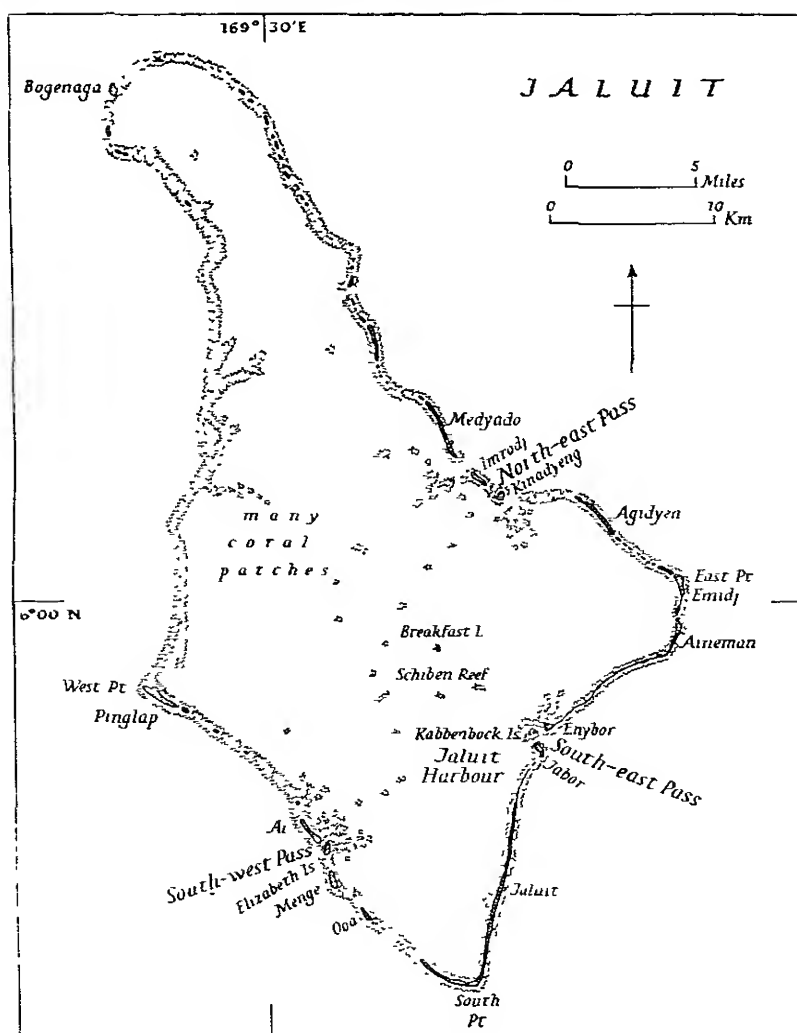 169° 30'E
JALUIT
Bogenaga
0 5
Miles
0 10
Km
Medyado
Imrodj
North-east Pass
Kinadyeng
many
coral
patches
Agidyen
East Pt
Emidj
6°00 N
Breakfast I.
Aineman
Schiben Reef
West Pt
Pinglap
Kabbenbock Is
Enybor
Jaluit
Harbour
South-east Pass
Jabor
Ai
South-west Pass
Elizabeth Is
Menge
Jaluit
Ooa
South
Pt